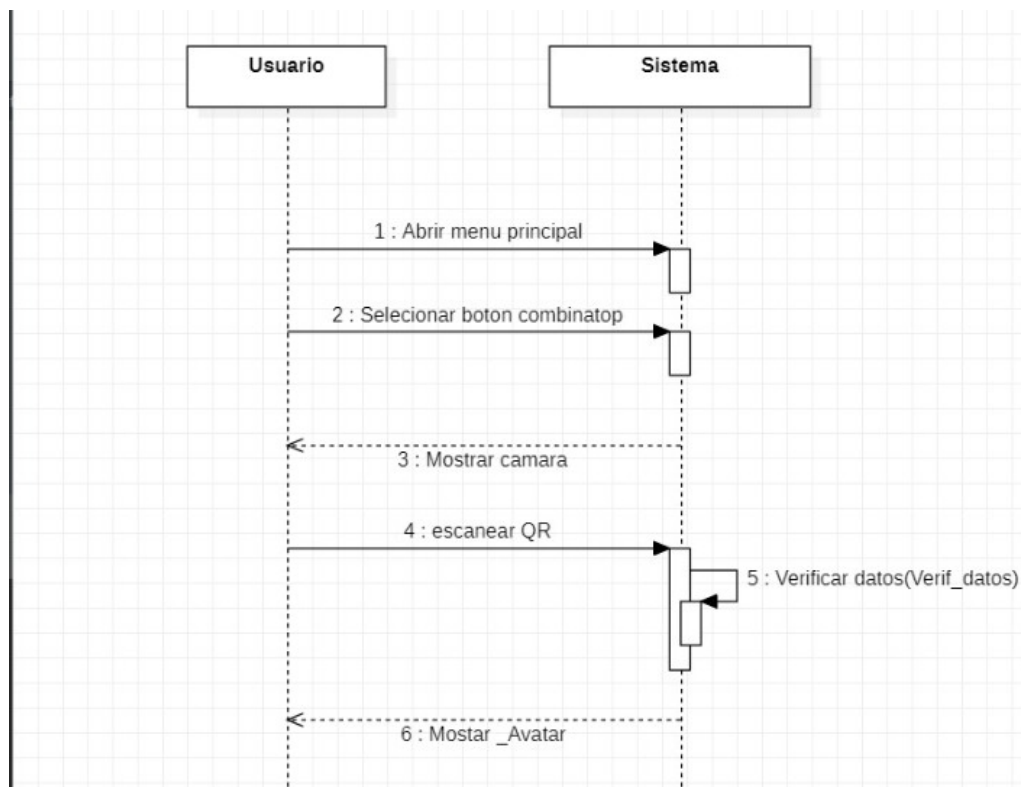 Usuario
Sistema
1 : Abrir menu principal
2 : Selecionar boton combinatop
3 : Mostrar camara
4 : escanear QR
5 : Verificar datos(Verif_datos)
6 : Mostar _Avatar